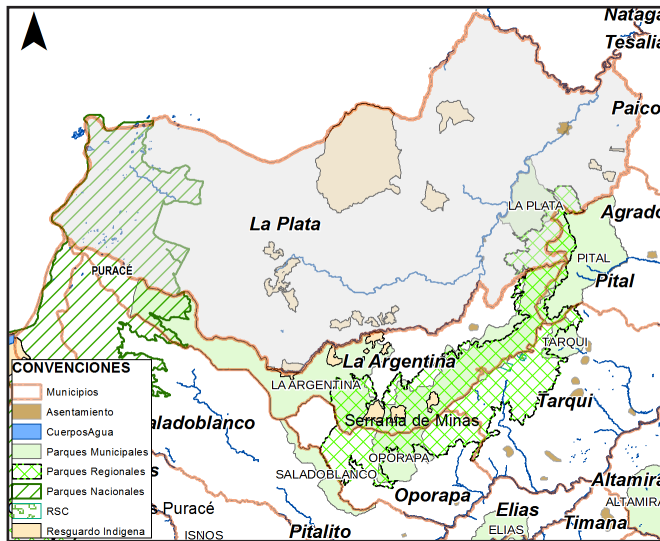 Nataga
Tesalia
Paico
La Plata
LA PLATA
Agrado
PURACÉ
PITAL
Pital
CONVENCIONES
Municipios
Asentamiento
CuerposAgua
Parques Municipales
Parques Regionales
Parques Nacionales
RSC
Resguardo Indigena
La Argentina
TARQUI
LA ARGENTINA
Tarqui
aladoblanco
Serrania de Minas
OPORAPA
SALADOBLANCO
Altamira
Oporapa
ALTAMIRA
s
s Puracé
Elias
Timana
Pitalito
ELIAS
ISNOS